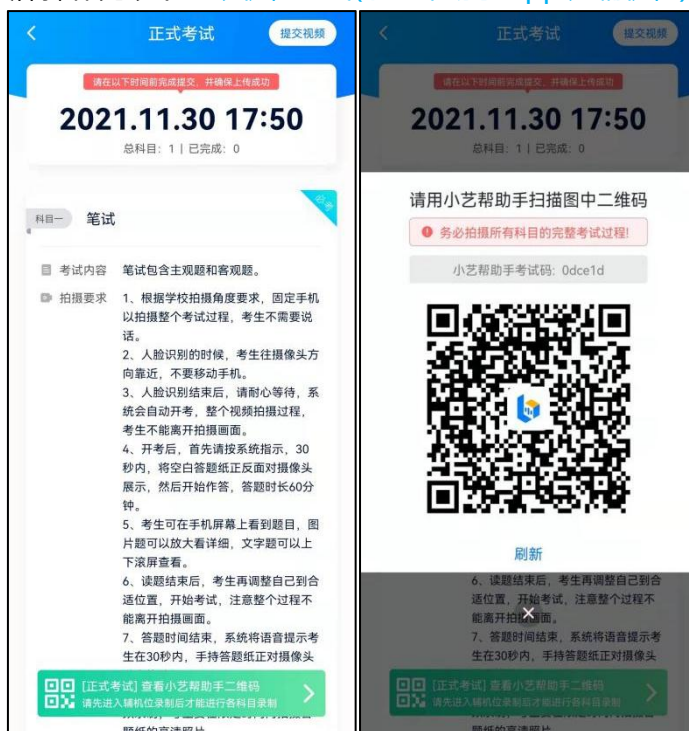 正式考试
提交视频
请在以下时间前完成提交，并确保上传成功
2021.11.30 17:50
总科目：1 | 已完成：0
科目一
笔试
考试内容
笔试包含主观题和客观题。
拍摄要求
1、根据学校拍摄角度要求，固定手机
以拍摄整个考试过程，考生不需要说
话。
2、人脸识别的时候，考生往摄像头方
向靠近，不要移动手机。
3、人脸识别结束后，请耐心等待，系
统会自动开考，整个视频拍摄过程，
考生不能离开拍摄画面。
4、开考后，首先请按系统指示，30
秒内，将空白答题纸正反面对摄像头
展示，然后开始作答，答题时长60分
钟。
5、考生可在手机屏幕上看到题目，图
片题可以放大看详细，文字题可以上
下滚屏查看。
6、读题结束后，考生再调整自己到合
适位置，开始考试，注意整个过程不
能离开拍摄画面。
7、答题时间结束，系统将语音提示考
生在30秒内，手持答题纸正对摄像头
[正式考试] 查看小艺帮助手二维码
请先进入辅机位录制后才能进行各科目录制
正式考试
提交视频
请在以下时间前完成提交，并确保上传成功
2021.11.30 17:50
总科目：1 | 已完成：0
请用小艺帮助手扫描图中二维码
务必拍摄所有科目的完整考试过程!
小艺帮助手考试码：0dce1d
刷新
6、读题结束后，考生再调整自己到合
适位置，开始考试，注意整个过程不
能离开拍摄画面。
7、答题时间结束，系统将语音提示考
生在30秒内，手持答题纸正对摄像头
[正式考试] 查看小艺帮助手二维码
请先进入辅机位录制后才能进行各科目录制